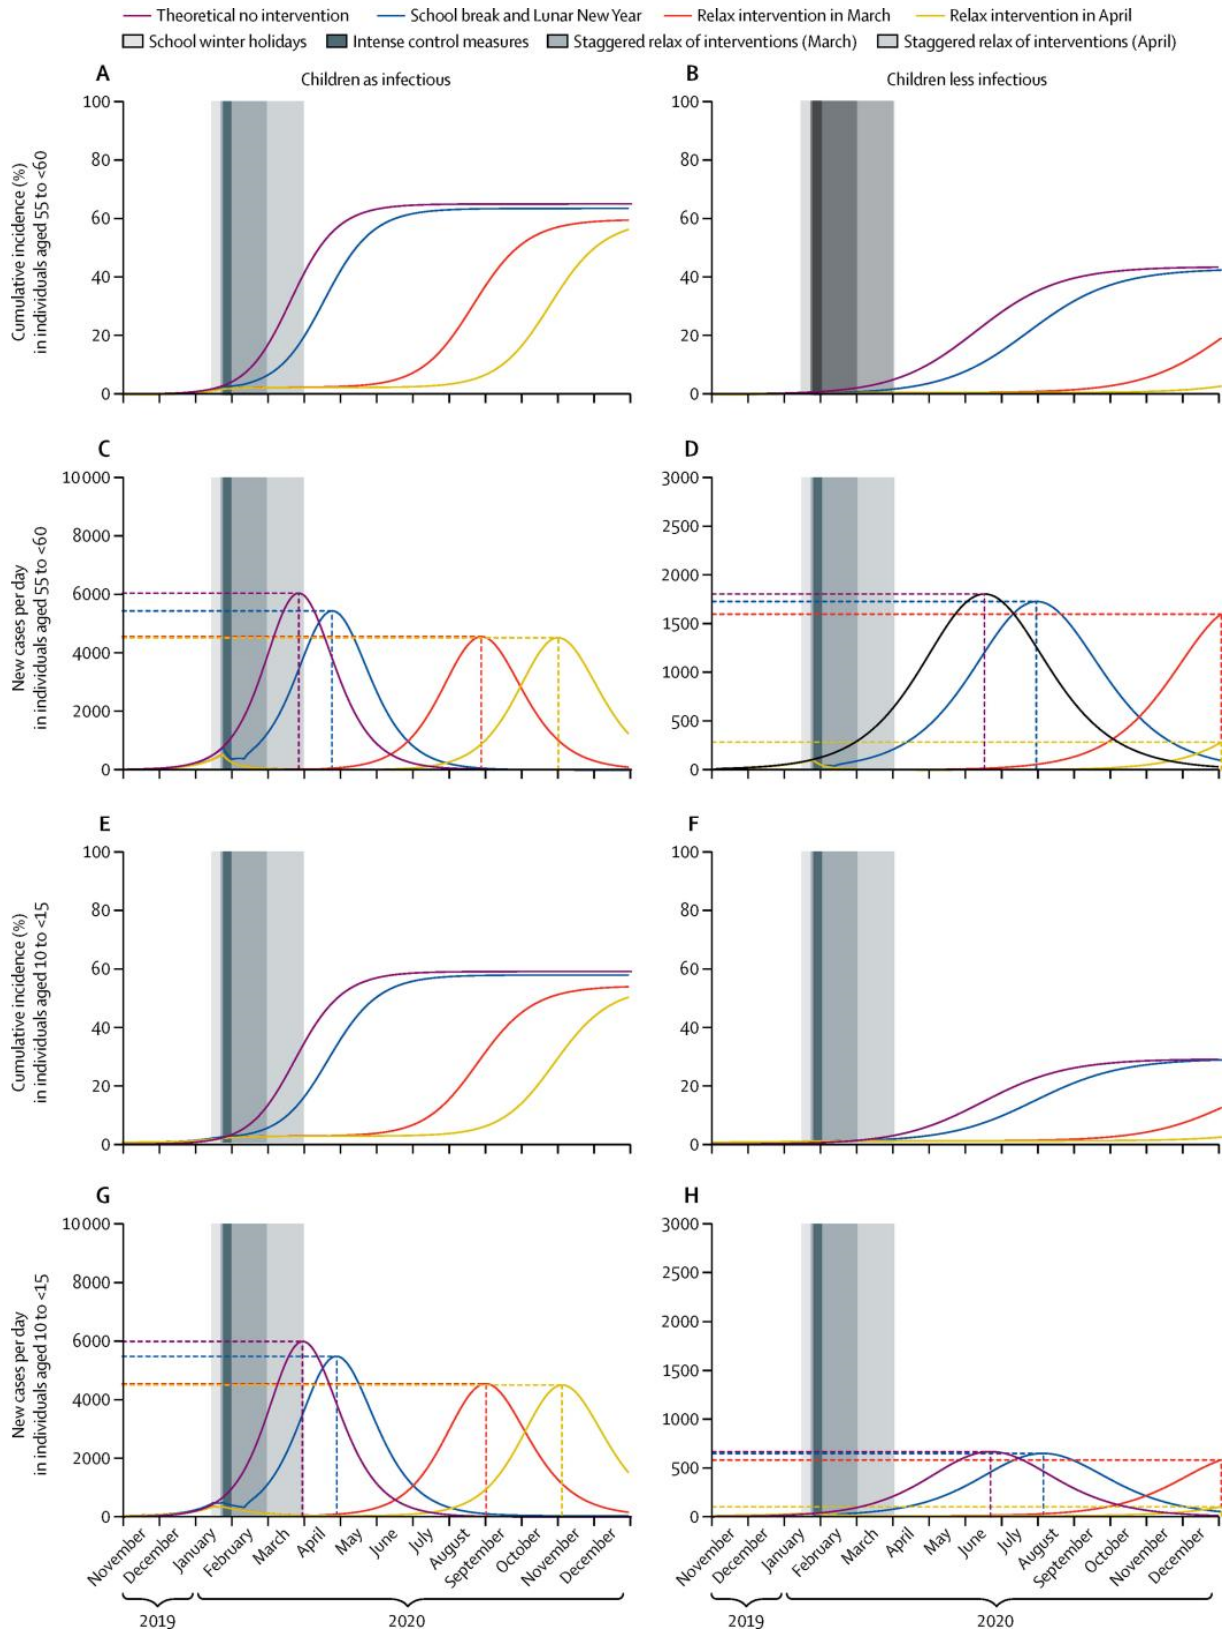 Theoretical no intervention School break and Lunar New Year Relax intervention in March Relax intervention in April
School winter holidays Intense control measures Staggered relax of interventions (March) Staggered relax of interventions (April)
A
Children as infectious
B
Children less infectious
Cumulative incidence (%)
in individuals aged 55 to <60
100
80
60
40
20
0
100
80
60
40
20
0
C
D
New cases per day
in individuals aged 55 to <60
10 000
8000
6000
4000
2000
0
3000
2500
2000
1500
1000
500
0
E
F
Cumulative incidence (%)
in individuals aged 10 to <15
100
80
60
40
20
0
100
80
60
40
20
0
G
H
New cases per day
in individuals aged 10 to <15
10 000
8000
6000
4000
2000
0
3000
2500
2000
1500
1000
500
0
November
December
January
February
March
April
May
June
July
August
September
October
November
December
2019
2020
November
December
January
February
March
April
May
June
July
August
September
October
November
December
2019
2020